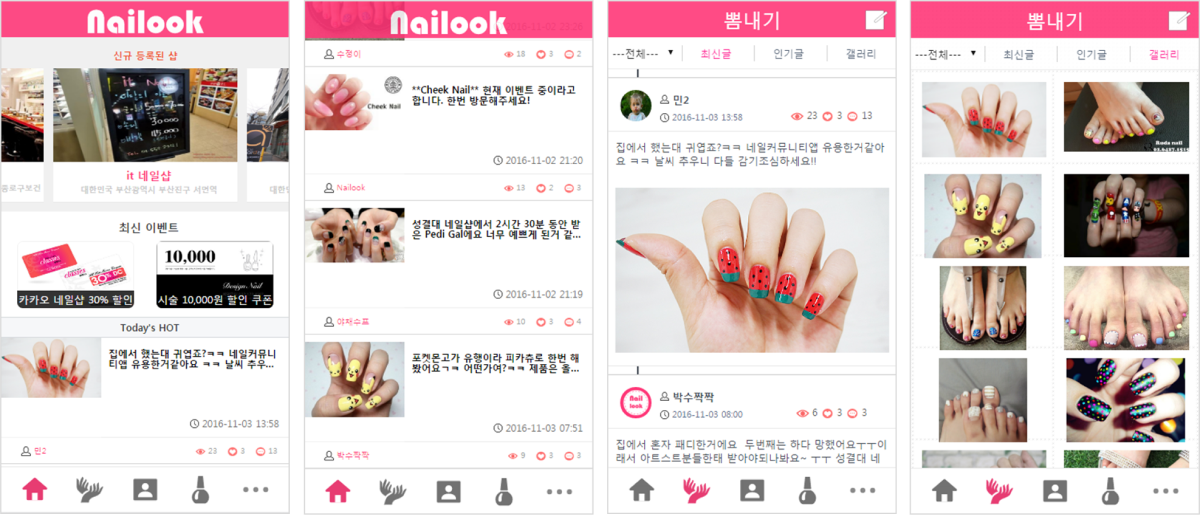 Nailook
신규 등록된 샵
it 네일샵
대한민국 부산광역시 부산진구 서면역
최신 이벤트
카카오 네일샵 30% 할인
10,000
Design Nail
시술 10,000원 할인 쿠폰
Today's HOT
집에서 했는대 귀엽죠?ㅋㅋ 네일커뮤니
티앱 유용한거같아요 ㅋㅋ 날씨 추우...
2016-11-03 13:58
민2 23 3 13
Nailook
수정이 18 3 2
Cheek Nail
**Cheek Nail** 현재 이벤트 중이라고
합니다. 한번 방문해주세요!
2016-11-02 21:20
Nailook 13 2 3
성결대 네일샵에서 2시간 30분 동안 받
은 Pedi Gal에요 너무 예쁘게 된거 같...
2016-11-02 21:19
야채수프 10 3 4
포켓몬고가 유행이라 피카츄로 한번 해
봤어요ㄱㅋ 어떤가여?ㅋㅋ 제품은 홀...
2016-11-03 07:51
박수짝짝 9 3 3
뽐내기
---전체--- 최신글 인기글 갤러리
민2
2016-11-03 13:58 23 3 13
집에서 했는대 귀엽죠?ㅋㅋ 네일커뮤니티앱 유용한거같아
요 ㅋㅋ 날씨 추우니 다들 감기조심하세요!!
Nail
look
박수짝짝
2016-11-03 08:00 6 3 3
집에서 혼자 패디한거에요 두번째는 하다 망했어요ㅜㅜ이
래서 아트스트분들한태 받아야되나봐요~ ㅜㅜ 성결대 네
뽐내기
---전체--- 최신글 인기글 갤러리